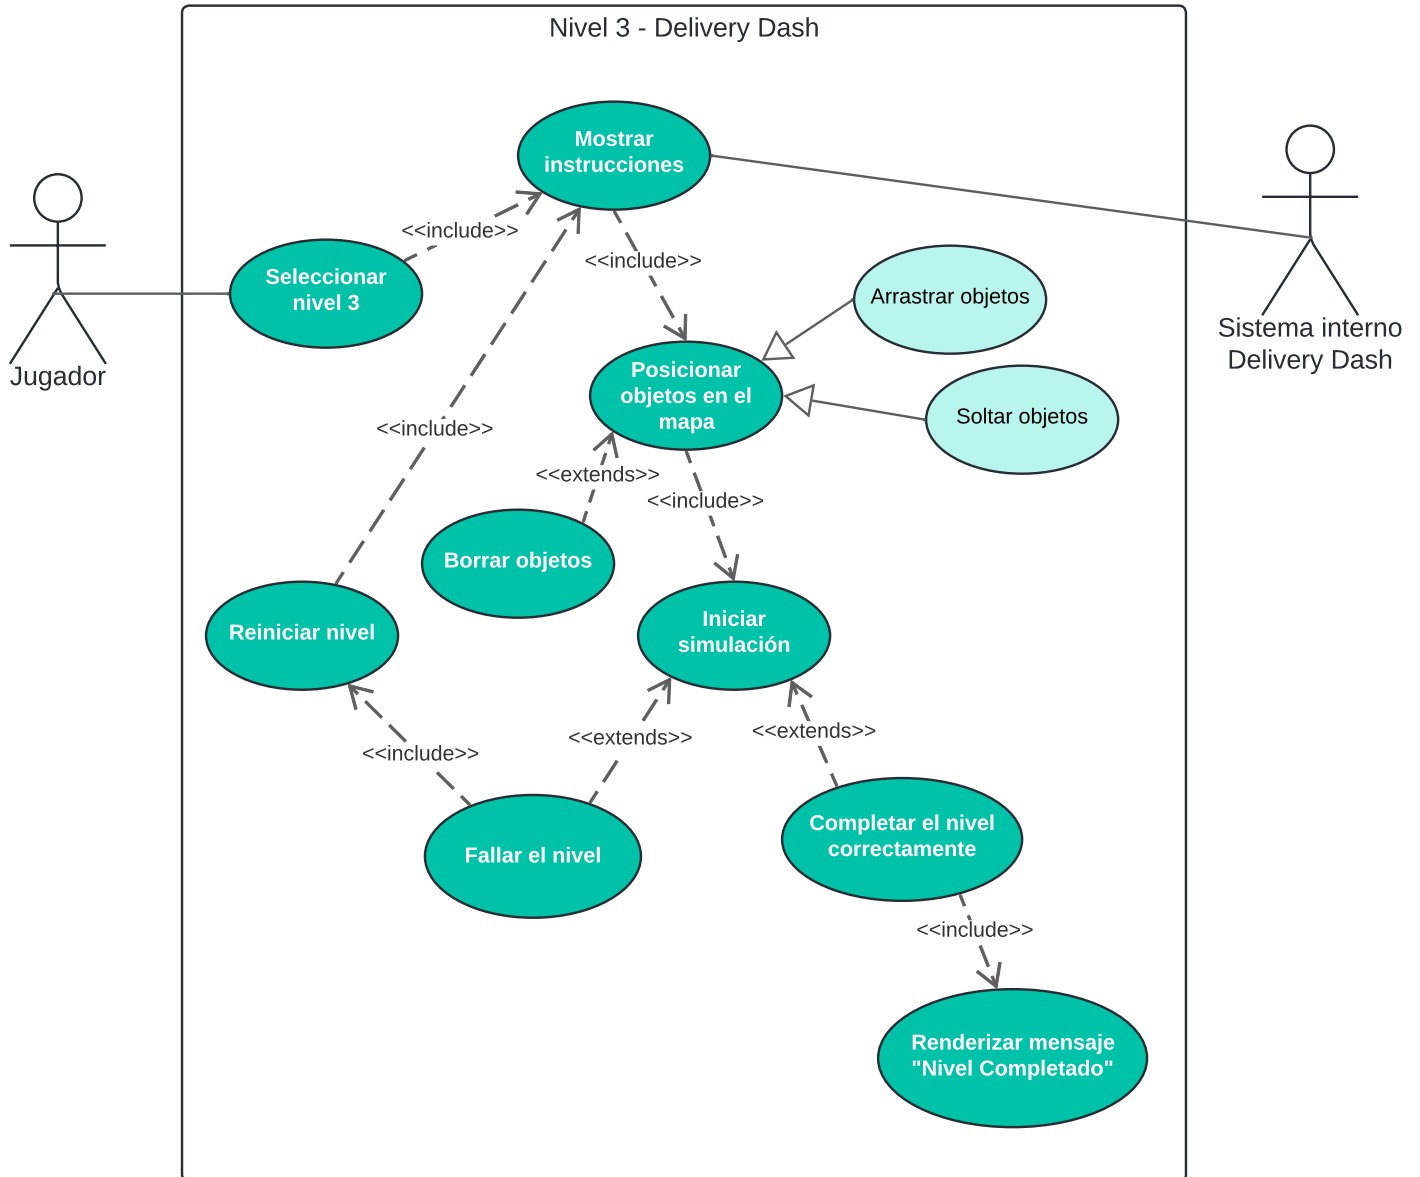 Nivel 3 - Delivery Dash
Mostrar
instrucciones
<<include>>
Seleccionar
nivel 3
<<include>>
Arrastrar objetos
Sistema interno
Delivery Dash
Jugador
Posicionar
objetos en el
mapa
Soltar objetos
<<include>>
<<extends>>
<<include>>
Borrar objetos
Reiniciar nivel
Iniciar
simulación
<<include>>
<<extends>>
<<extends>>
Fallar el nivel
Completar el nivel
correctamente
<<include>>
Renderizar mensaje
"Nivel Completado"